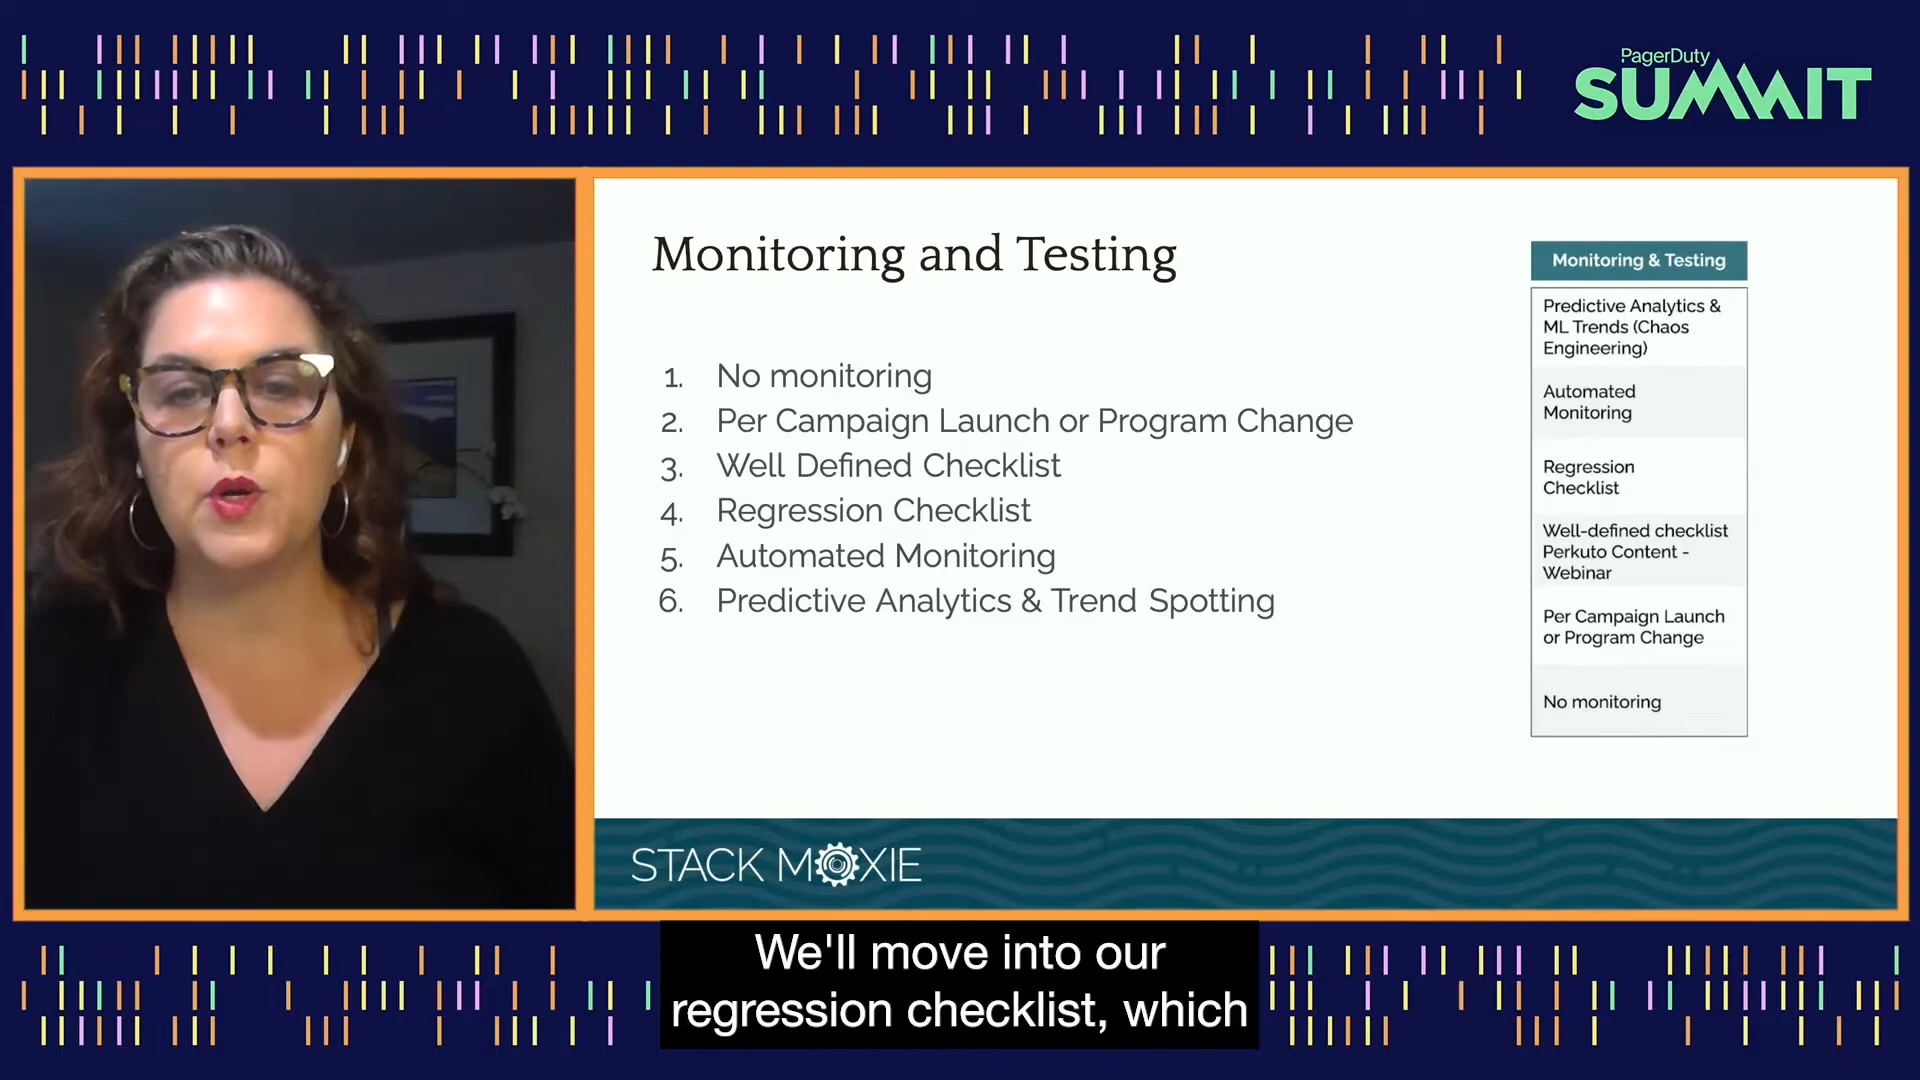 PagerDuty
SUMMIT
Monitoring and Testing
1. No monitoring
2. Per Campaign Launch or Program Change
3. Well Defined Checklist
4. Regression Checklist
5. Automated Monitoring
6. Predictive Analytics & Trend Spotting
Monitoring & Testing
Predictive Analytics &
ML Trends (Chaos
Engineering)
Automated
Monitoring
Regression
Checklist
Well-defined checklist
Perkuto Content -
Webinar
Per Campaign Launch
or Program Change
No monitoring
STACK MOXIE
We'll move into our
regression checklist, which